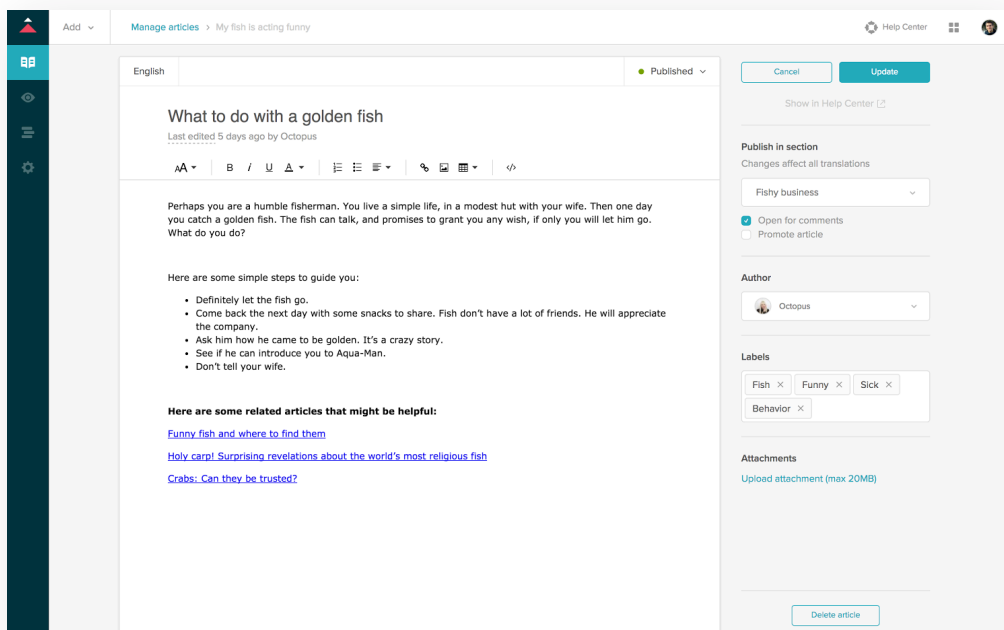 Add
Manage articles > My fish is acting funny
Help Center
English
Published
Cancel
Update
Show in Help Center
What to do with a golden fish
Last edited 5 days ago by Octopus
AA
B I U A
</>
Perhaps you are a humble fisherman. You live a simple life, in a modest hut with your wife. Then one day
you catch a golden fish. The fish can talk, and promises to grant you any wish, if only you will let him go.
What do you do?
Here are some simple steps to guide you:
• Definitely let the fish go.
• Come back the next day with some snacks to share. Fish don’t have a lot of friends. He will appreciate
the company.
• Ask him how he came to be golden. It’s a crazy story.
• See if he can introduce you to Aqua-Man.
• Don’t tell your wife.
Here are some related articles that might be helpful:
Funny fish and where to find them
Holy carp! Surprising revelations about the world’s most religious fish
Crabs: Can they be trusted?
Publish in section
Changes affect all translations
Fishy business
Open for comments
Promote article
Author
Octopus
Labels
Fish ×
Funny ×
Sick ×
Behavior ×
Attachments
Upload attachment (max 20MB)
Delete article